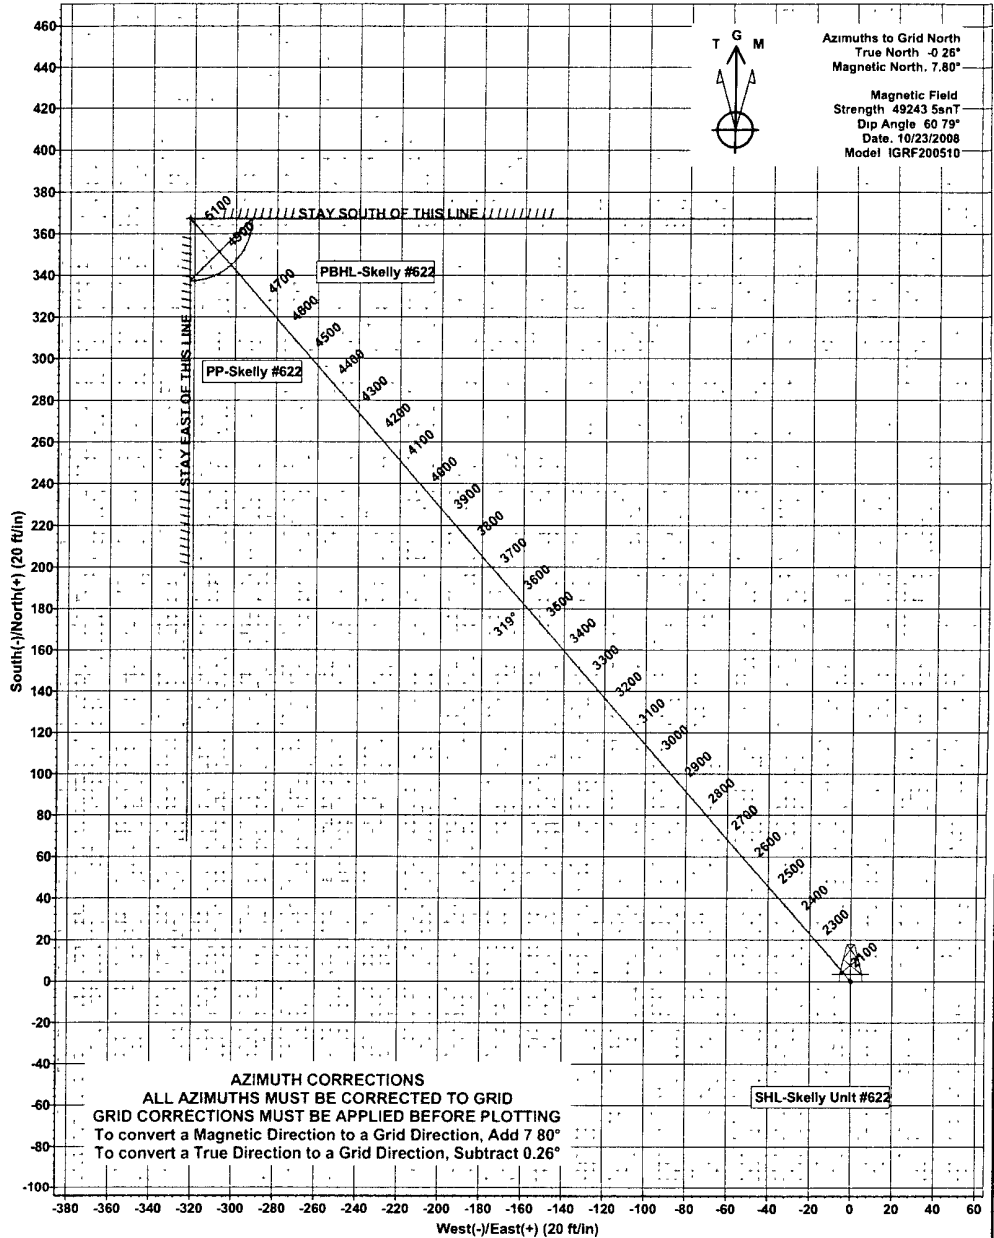 T G M
Azimuths to Grid North
True North -0 26°
Magnetic North. 7.80°
Magnetic Field
Strength 49243 5snT
Dip Angle 60 79°
Date. 10/23/2008
Model IGRF200510
460
440
420
400
380
360
340
320
300
280
260
240
220
200
180
160
140
120
100
80
60
40
20
0
-20
-40
-60
-80
-100
South(-)/North(+) (20 ft/in)
STAY SOUTH OF THIS LINE
STAY EAST OF THIS LINE
PBHL-Skelly #622
PP-Skelly #622
5100
4900
4700
4600
4500
4400
4300
4200
4100
4000
3900
3800
3700
3600
319°
3500
3400
3300
3200
3100
3000
2900
2800
2700
2600
2500
2400
2300
2100
SHL-Skelly Unit #622
AZIMUTH CORRECTIONS
ALL AZIMUTHS MUST BE CORRECTED TO GRID
GRID CORRECTIONS MUST BE APPLIED BEFORE PLOTTING
To convert a Magnetic Direction to a Grid Direction, Add 7 80°
To convert a True Direction to a Grid Direction, Subtract 0.26°
-380 -360 -340 -320 -300 -280 -260 -240 -220 -200 -180 -160 -140 -120 -100 -80 -60 -40 -20 0 20 40 60
West(-)/East(+) (20 ft/in)